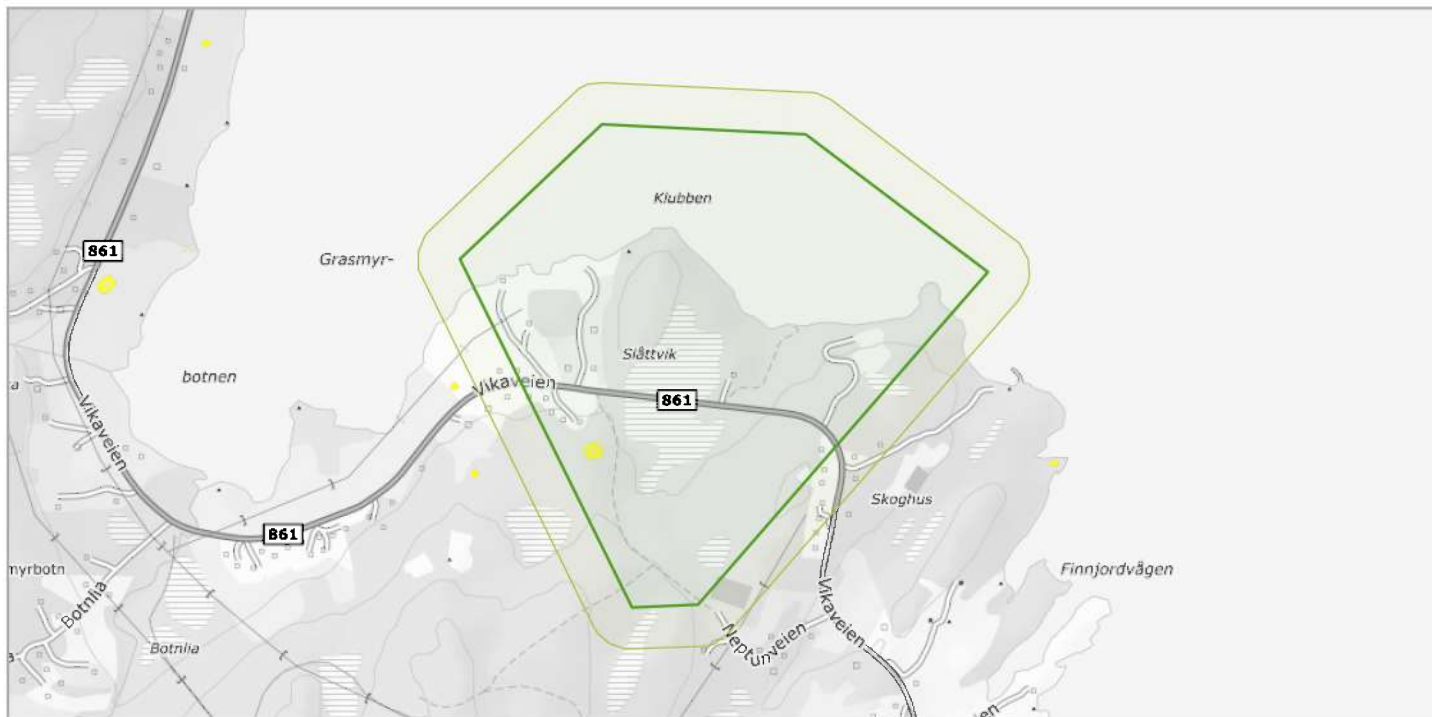 Klubben
861
Grasmyr-
Slåttvik
botnen
Vikaveien
861
Vikaveien
Skoghus
861
myrbotn
Finnjordvågen
Botnlia
Vikaveien
Neptunveien
Botnlia